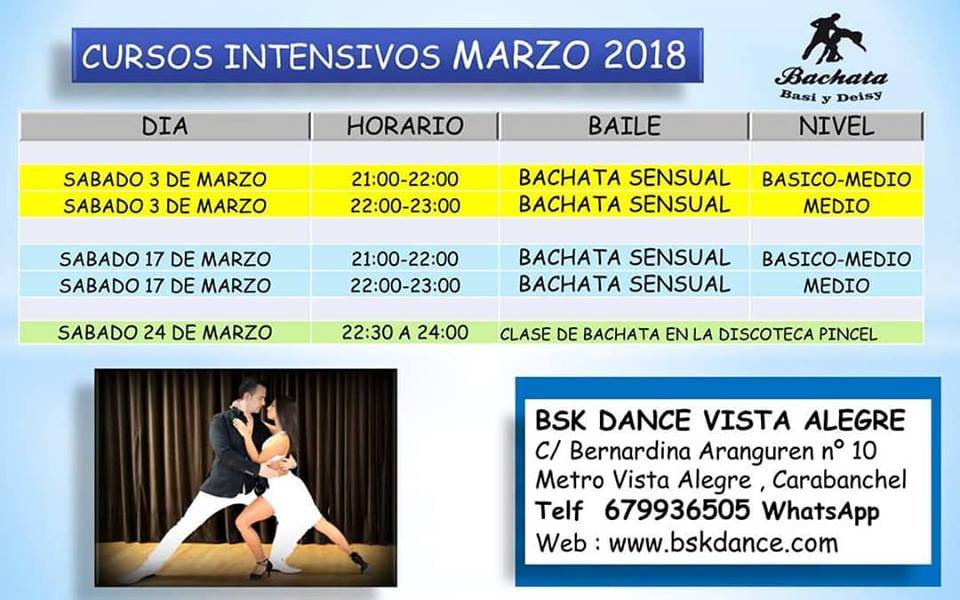 CURSOS INTENSIVOS MARZO 2018
Bachata
Basi y Deisy
DIA HORARIO BAILE NIVEL
SABADO 3 DE MARZO 21:00-22:00 BACHATA SENSUAL BASICO-MEDIO
SABADO 3 DE MARZO 22:00-23:00 BACHATA SENSUAL MEDIO
SABADO 17 DE MARZO 21:00-22:00 BACHATA SENSUAL BASICO-MEDIO
SABADO 17 DE MARZO 22:00-23:00 BACHATA SENSUAL MEDIO
SABADO 24 DE MARZO 22:30 A 24:00 CLASE DE BACHATA EN LA DISCOTECA PINCEL
BSK DANCE VISTA ALEGRE
C/ Bernardina Aranguren nº 10
Metro Vista Alegre , Carabanchel
Telf 679936505 WhatsApp
Web : www.bskdance.com